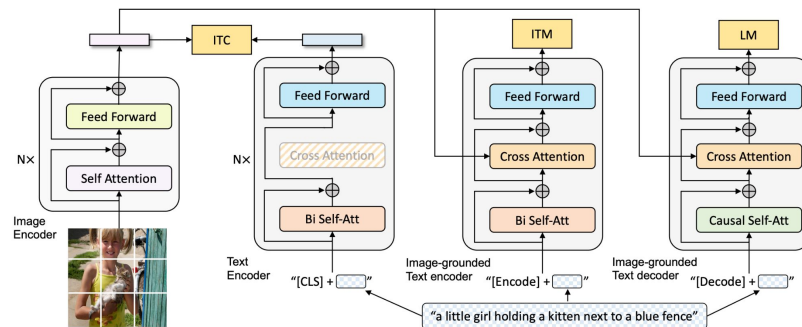 ITC
ITM
LM
Feed Forward
Self Attention
N×
Image
Encoder
Feed Forward
Cross Attention
Bi Self-Att
N×
Text
Encoder
"[CLS] + "
Feed Forward
Cross Attention
Bi Self-Att
Image-grounded
Text encoder
"[Encode] + "
Feed Forward
Cross Attention
Causal Self-Att
Image-grounded
Text decoder
"[Decode] + "
"a little girl holding a kitten next to a blue fence"